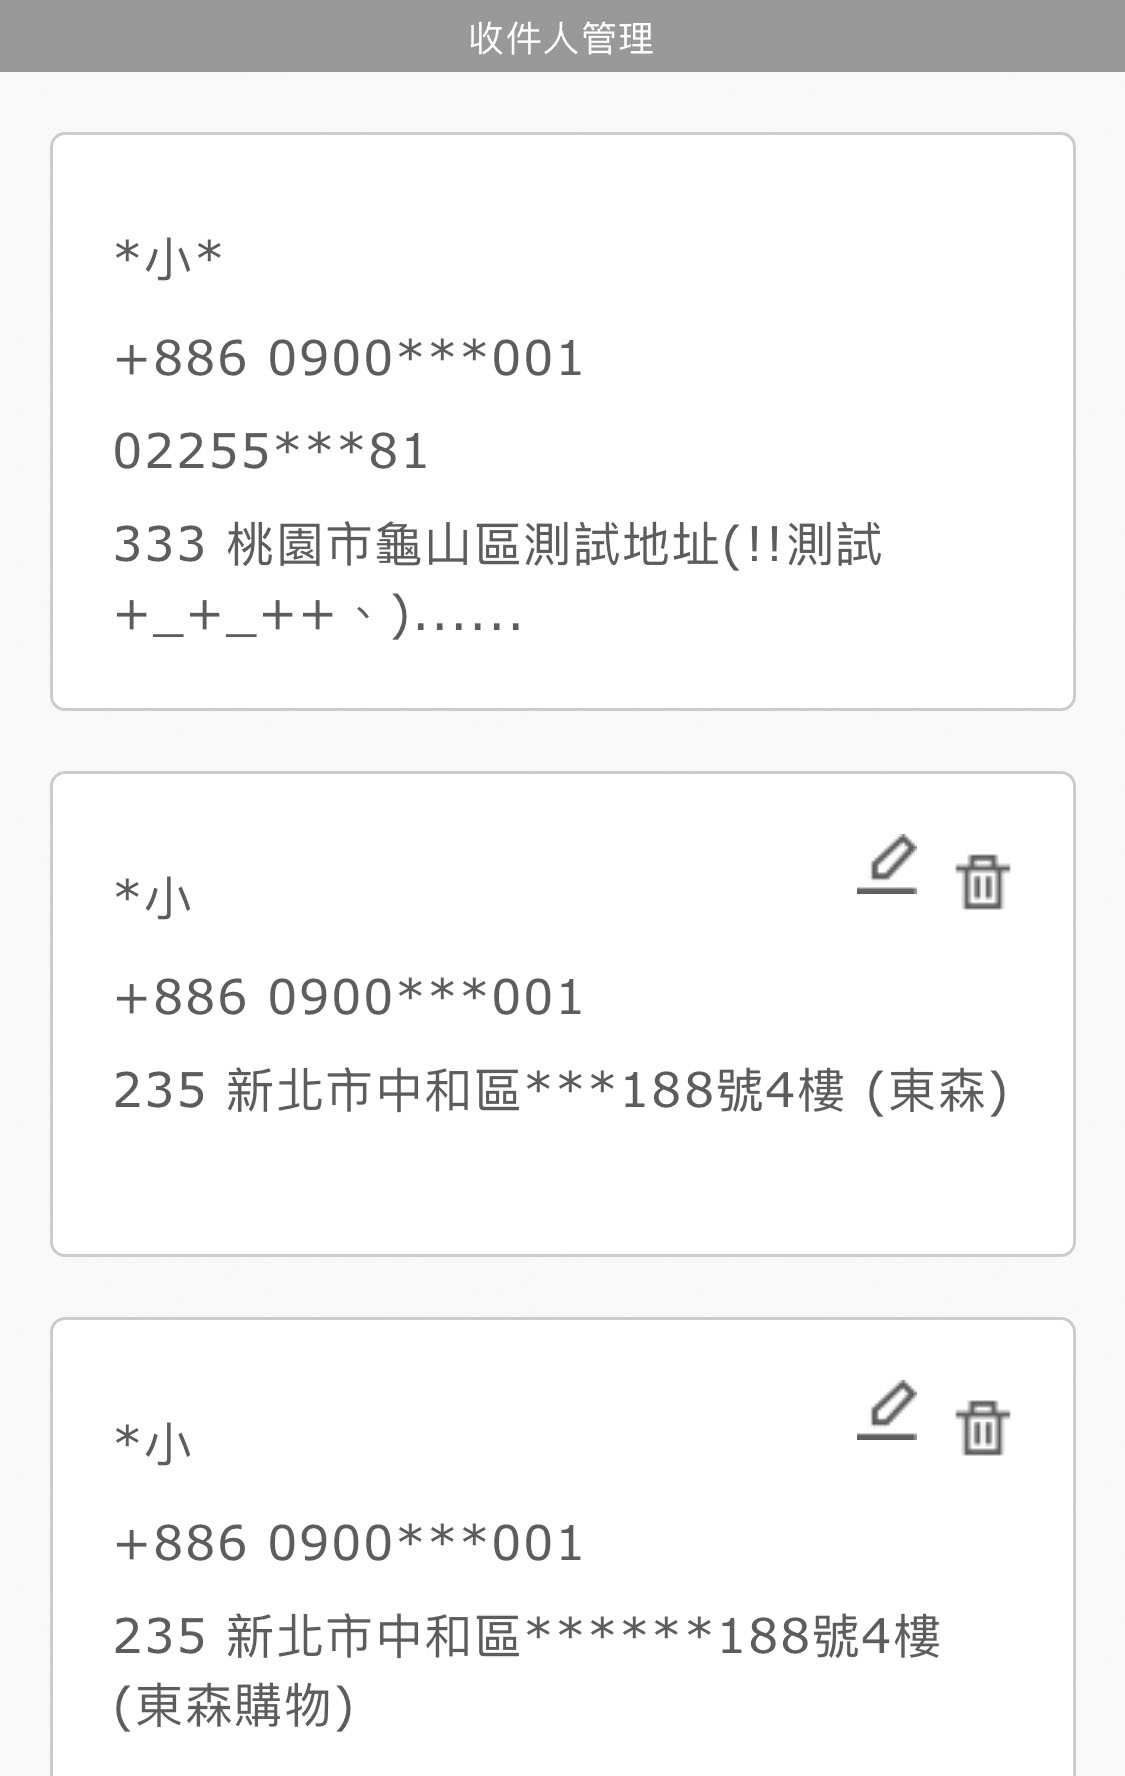 收件人管理
*小*
+886 0900***001
02255***81
333 桃園市龜山區測試地址(!!測試
+_+_++、)......
*小
+886 0900***001
235 新北市中和區***188號4樓 (東森)
*小
+886 0900***001
235 新北市中和區******188號4樓
(東森購物)